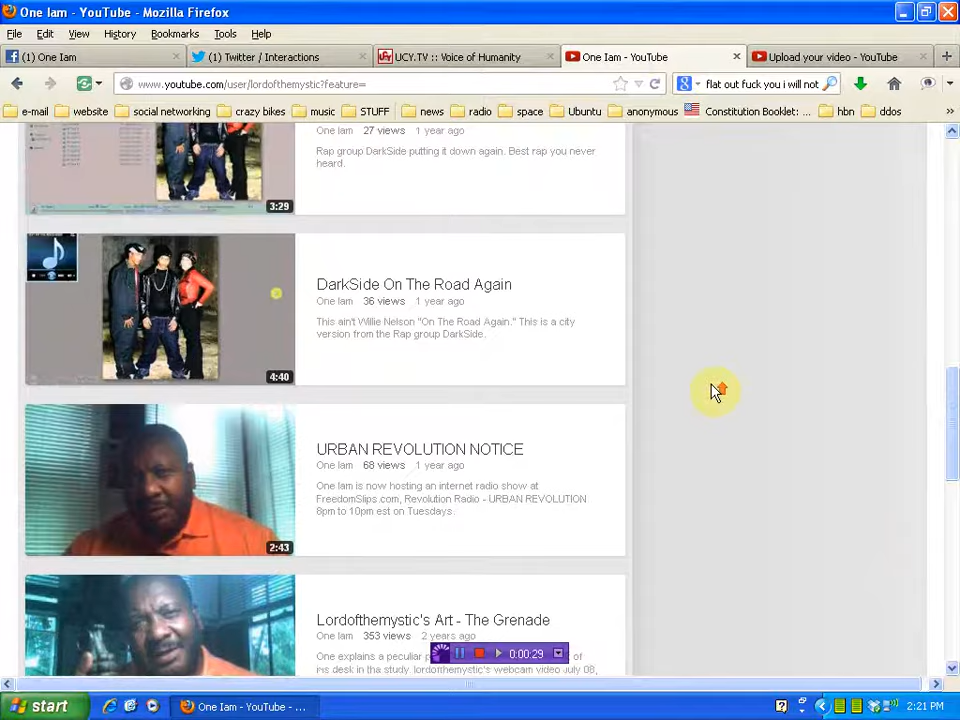 One Iam - YouTube - Mozilla Firefox
File Edit View History Bookmarks Tools Help
(1) One Iam
(1) Twitter / Interactions
UCY.TV :: Voice of Humanity
One Iam - YouTube
Upload your video - YouTube
www.youtube.com/user/lordofthemystic?feature=
flat out fuck you i will not
e-mail website social networking crazy bikes music STUFF news radio space Ubuntu anonymous Constitution Booklet: ... hbn ddos
One Iam 27 views 1 year ago
Rap group DarkSide putting it down again. Best rap you never
heard.
3:29
DarkSide On The Road Again
One Iam 36 views 1 year ago
This ain't Willie Nelson "On The Road Again." This is a city
version from the Rap group DarkSide.
4:40
URBAN REVOLUTION NOTICE
One Iam 68 views 1 year ago
One Iam is now hosting an internet radio show at
FreedomSlips.com, Revolution Radio - URBAN REVOLUTION
8pm to 10pm est on Tuesdays.
2:43
Lordofthemystic's Art - The Grenade
One Iam 353 views 2 years ago
One explains a peculiar p of
his desk in the study. lordofthemystic's webcam video July 08,
0:00:29
start
One Iam - YouTube - ...
2:21 PM